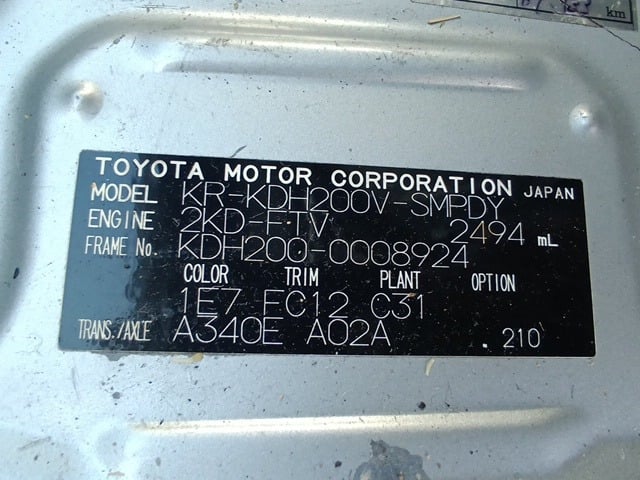 km
TOYOTA MOTOR CORPORATION JAPAN
MODEL KR-KDH200V-SMPDY
ENGINE 2KD-FTV 2494 mL
FRAME No. KDH200-0008924
COLOR TRIM PLANT OPTION
1E7 FC12 C31
TRANS./AXLE A340E A02A .210